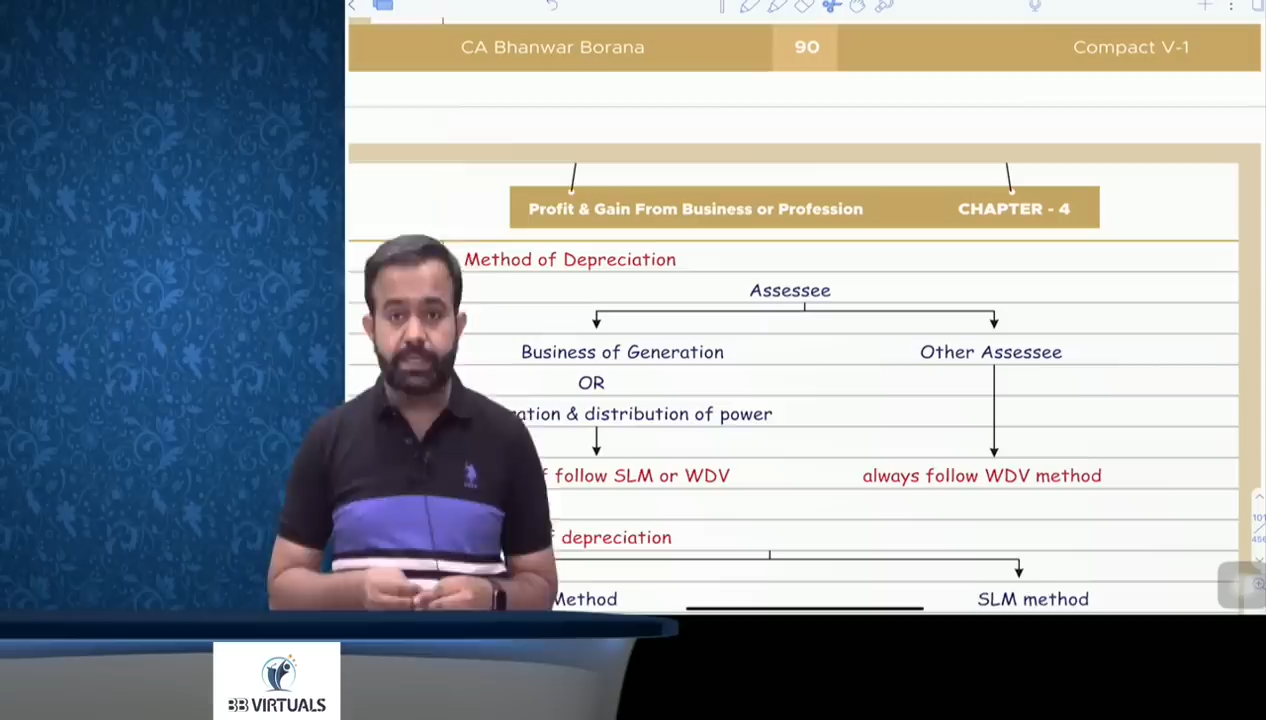 CA Bhanwar Borana 90 Compact V-1
Profit & Gain From Business or Profession CHAPTER - 4
Method of Depreciation
Assessee
Business of Generation Other Assessee
OR
& distribution of power
follow SLM or WDV always follow WDV method
depreciation
Method SLM method
BB VIRTUALS